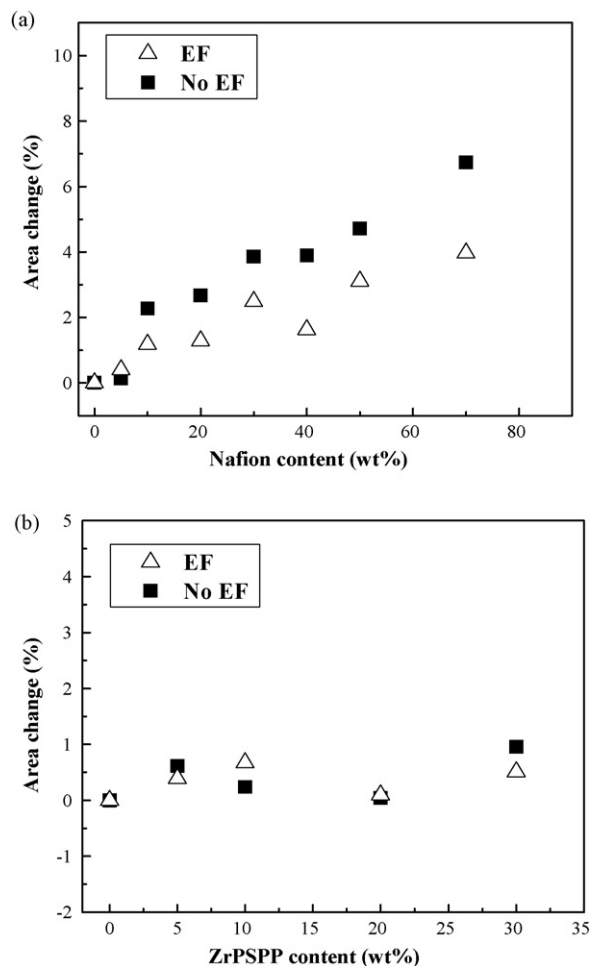 (a)
EF
No EF
10
8
6
4
2
0
Area change (%)
0 20 40 60 80
Nafion content (wt%)
(b)
EF
No EF
5
4
3
2
1
0
-1
-2
Area change (%)
0 5 10 15 20 25 30 35
ZrPSPP content (wt%)